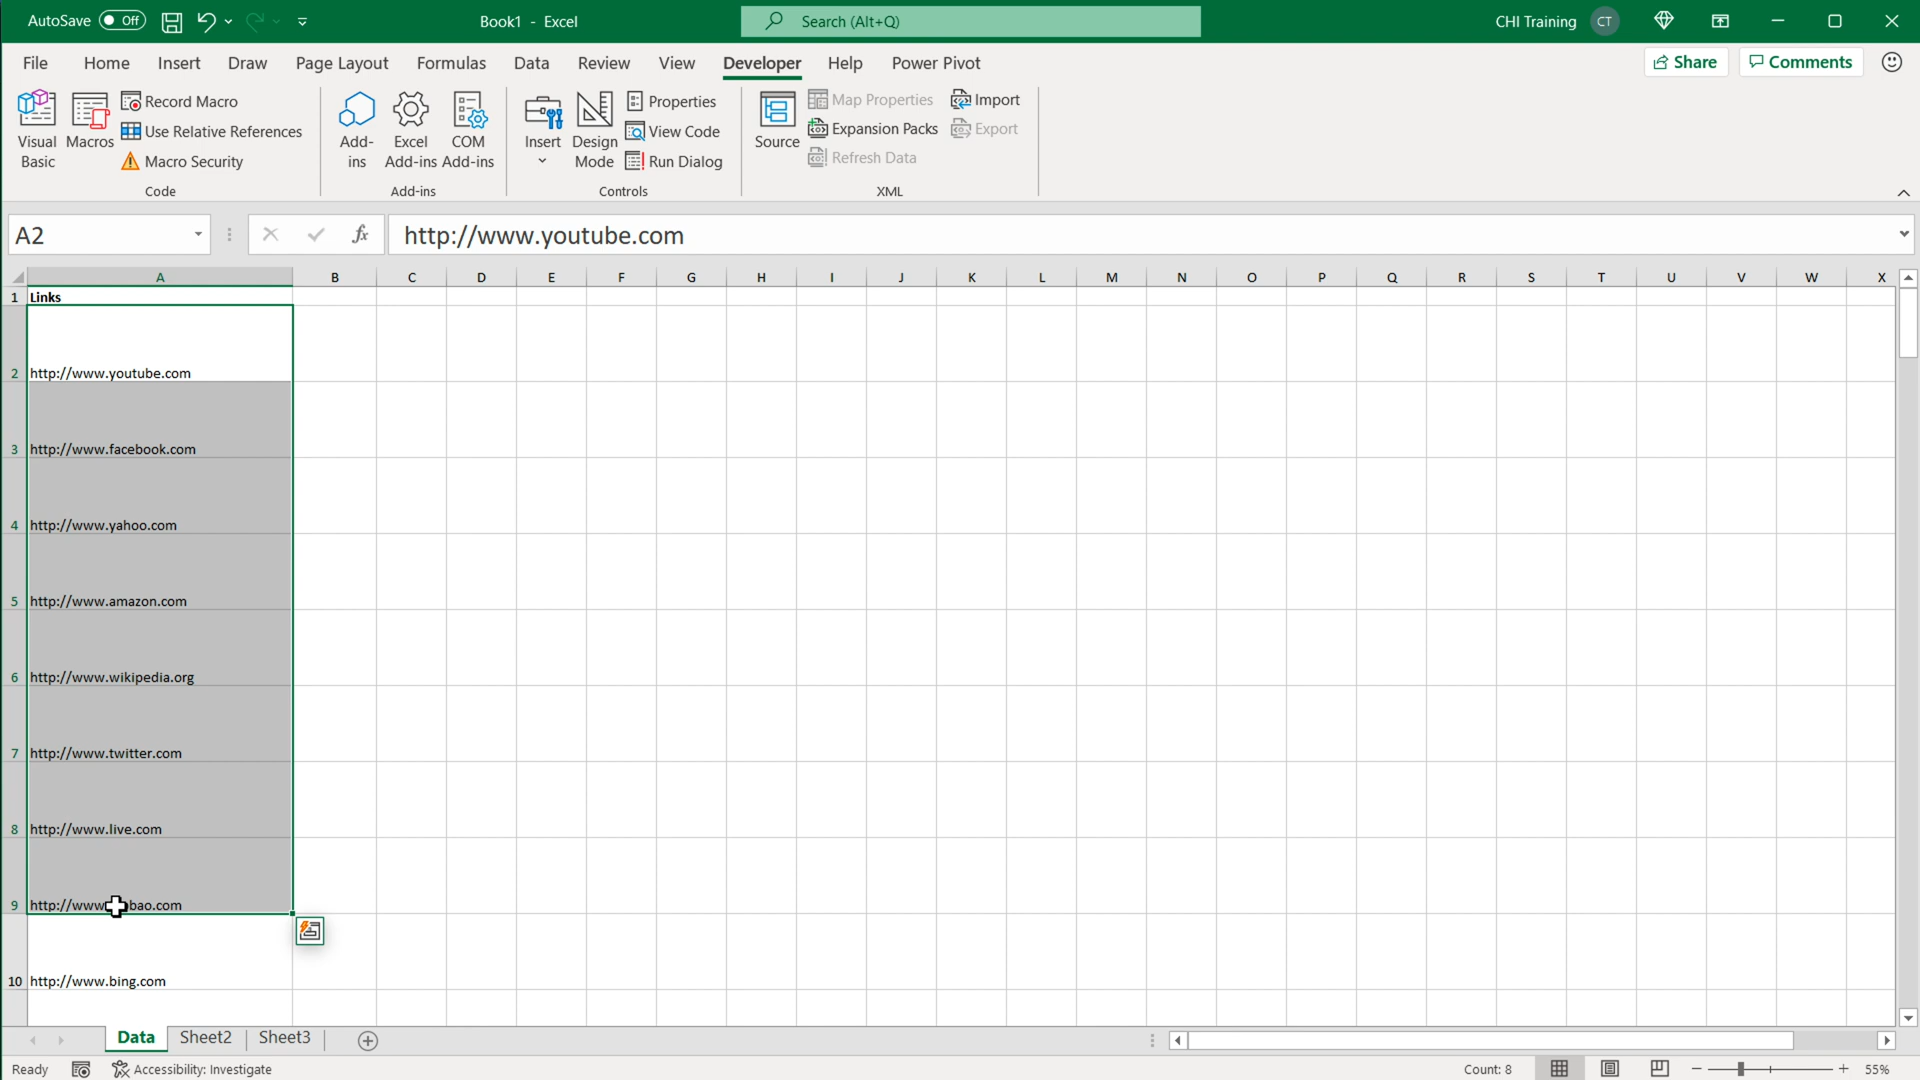 AutoSave Off Book1 - Excel Search (Alt+Q) CHI Training CT
File Home Insert Draw Page Layout Formulas Data Review View Developer Help Power Pivot Share Comments
Visual Basic
Macros
Record Macro
Use Relative References
Macro Security
Code
Add-ins
Excel Add-ins
COM Add-ins
Add-ins
Insert
Design Mode
Properties
View Code
Run Dialog
Controls
Source
Map Properties
Expansion Packs
Refresh Data
Import
Export
XML
A2 fx http://www.youtube.com
A B C D E F G H I J K L M N O P Q R S T U V W X
1 Links
2 http://www.youtube.com
3 http://www.facebook.com
4 http://www.yahoo.com
5 http://www.amazon.com
6 http://www.wikipedia.org
7 http://www.twitter.com
8 http://www.live.com
9 http://www bao.com
10 http://www.bing.com
Data Sheet2 Sheet3
Ready Accessibility: Investigate Count: 8 55%